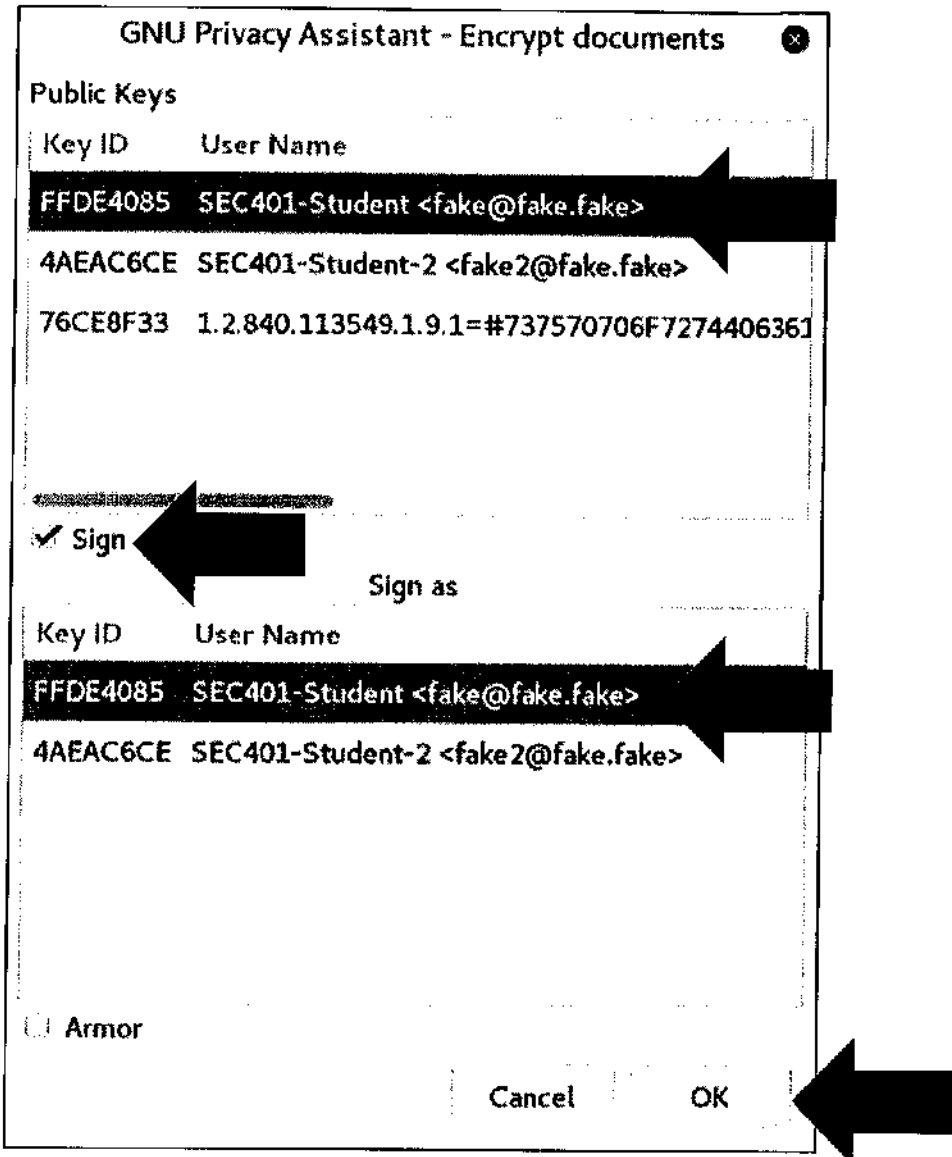 GNU Privacy Assistant - Encrypt documents
Public Keys
Key ID User Name
FFDE4085 SEC401-Student <fake@fake.fake>
4AEAC6CE SEC401-Student-2 <fake2@fake.fake>
76CE8F33 1.2.840.113549.1.9.1=#737570706F7274406361
Sign
Sign as
Key ID User Name
FFDE4085 SEC401-Student <fake@fake.fake>
4AEAC6CE SEC401-Student-2 <fake2@fake.fake>
Armor
Cancel OK